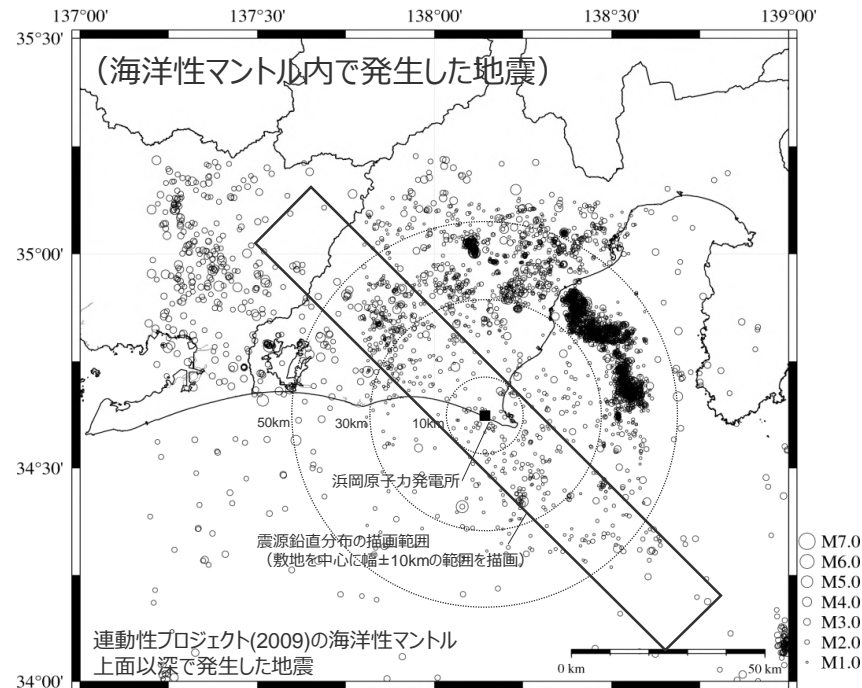 137°00' 137°30' 138°00' 138°30' 139°00'
35°30'
（海洋性マントル内で発生した地震）
35°00'
50km 30km 10km
34°30'
浜岡原子力発電所
震源鉛直分布の描画範囲
（敷地を中心に幅±10kmの範囲を描画）
M7.0
M6.0
M5.0
M4.0
M3.0
M2.0
M1.0
連動性プロジェクト(2009)の海洋性マントル
上面以深で発生した地震
0 km 50 km
34°00'